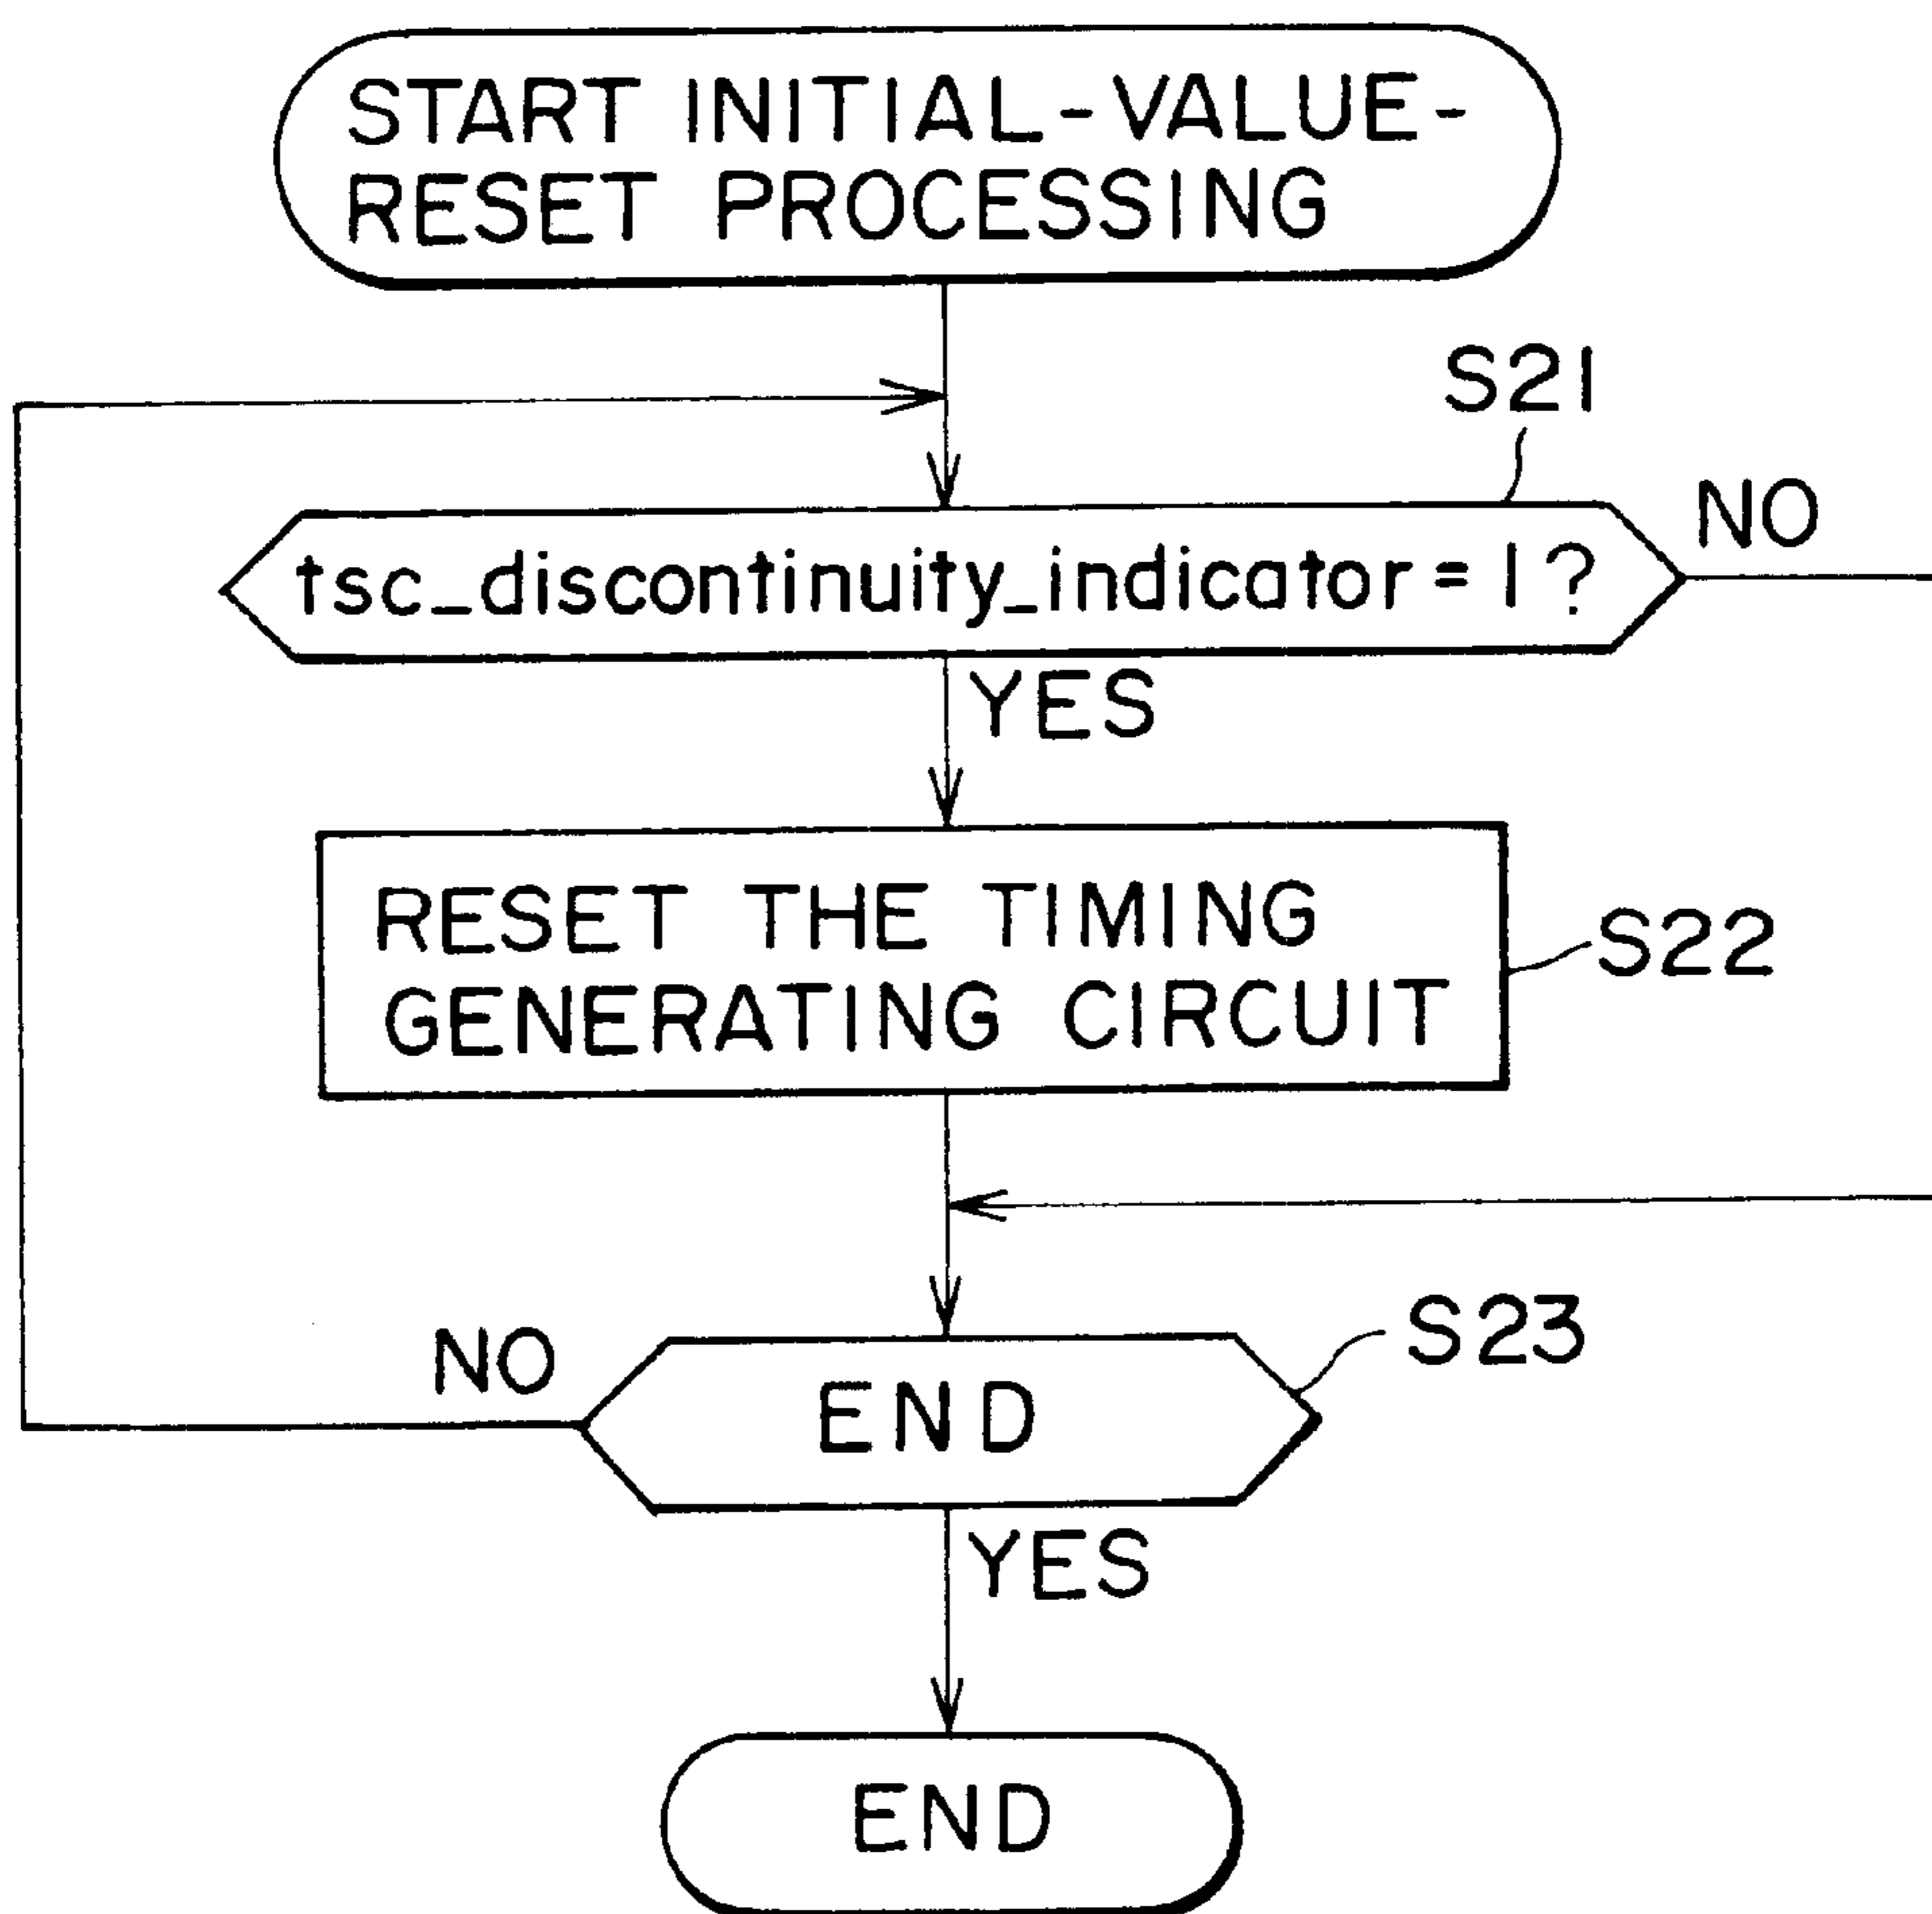 START INITIAL-VALUE-
RESET PROCESSING
S21
NO
tsc_discontinuity_indicator = 1 ?
YES
RESET THE TIMING
GENERATING CIRCUIT
S22
S23
NO
END
YES
END